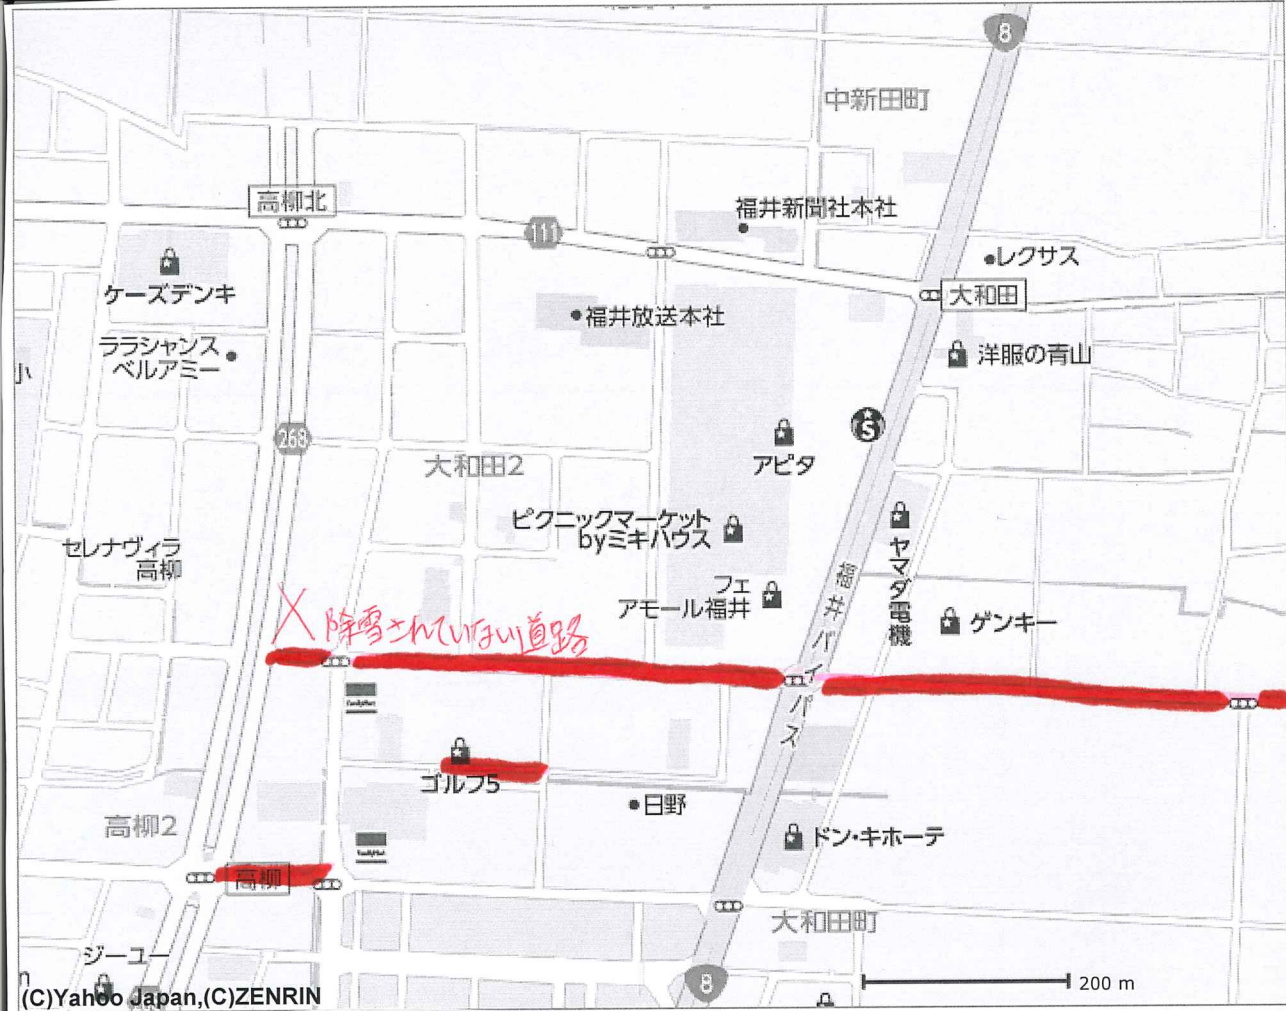 8
中新田町
高柳北
福井新聞社本社
111
レクサス
大和田
ケーズデンキ
福井放送本社
ララシャンス
ベルアミー
小
洋服の青山
S
268
大和田2
アピタ
ピクニックマーケット
byミキハウス
セレナヴィラ
高柳
ヤマダ電機
フェ
アモール福井
ゲンキー
福井バイパス
X 除雪されていない道路
FamilyMart
ゴルフ5
日野
高柳2
ドン・キホーテ
FamilyMart
高柳
大和田町
ジーユー
8
200 m
(C)Yahoo Japan,(C)ZENRIN